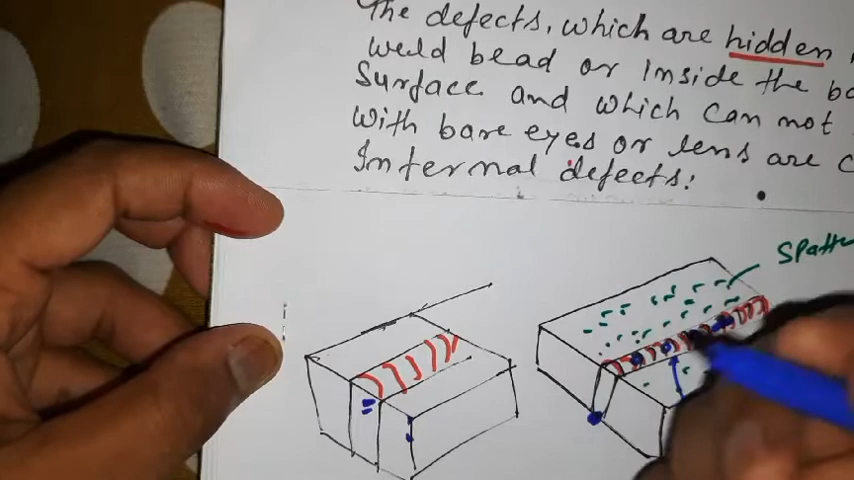 The defects, which are hidden
weld bead or inside the
Surface and which can not
with bare eyes or lens are
Internal defects: